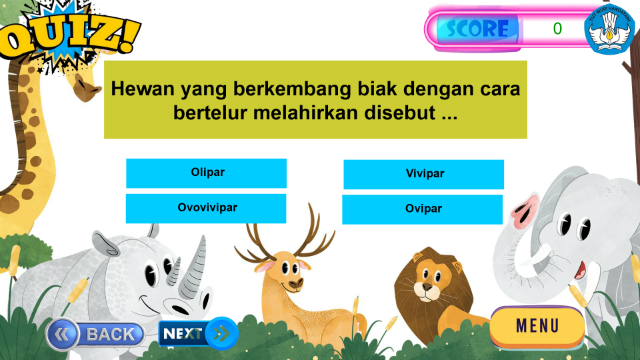 QUIZ!
SCORE
0
Hewan yang berkembang biak dengan cara
bertelur melahirkan disebut ...
Olipar
Vivipar
Ovovivipar
Ovipar
BACK
NEXT
MENU